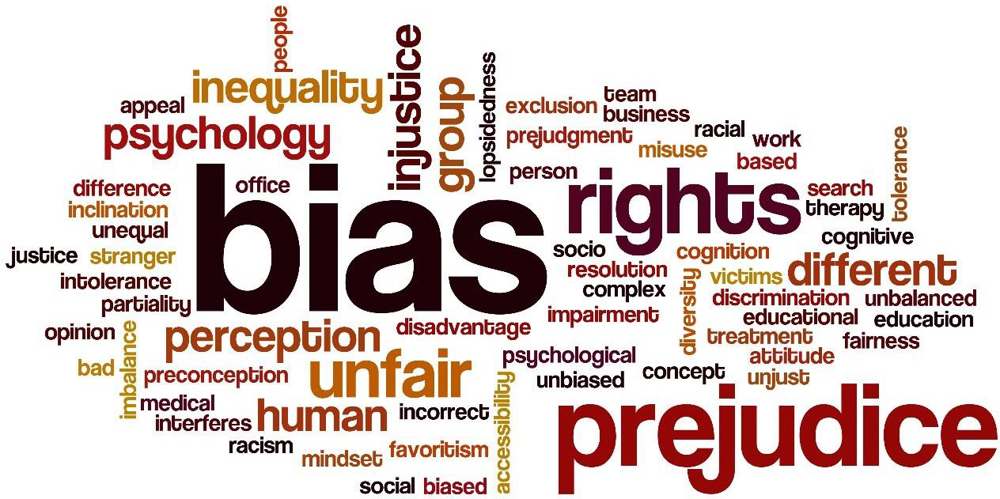 people
inequality
injustice
group
lopsidedness
appeal
psychology
exclusion
team
business
prejudgment
misuse
racial
work
based
tolerance
person
rights
search
therapy
difference
office
inclination
unequal
bias
cognitive
justice
stranger
socio
cognition
intolerance
resolution
diversity
victims
different
complex
partiality
discrimination
unbalanced
impairment
educational
education
opinion
imbalance
perception
disadvantage
treatment
fairness
psychological
attitude
bad
preconception
unfair
unbiased
concept
unjust
accessibility
prejudice
medical
interferes
human
incorrect
racism
mindset
favoritism
social
biased